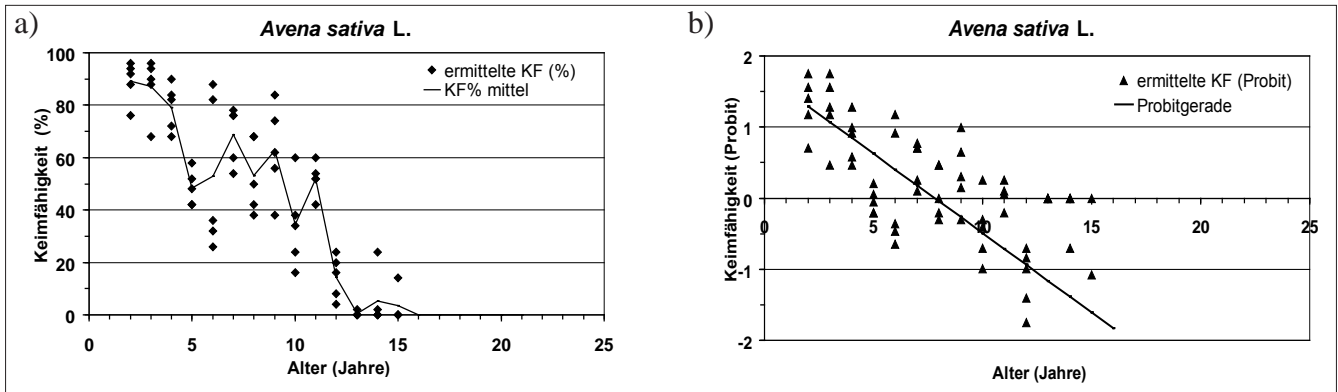 a)
Avena sativa L.
100
80
60
40
20
0
Keimfähigkeit (%)
ermittelte KF (%)
KF% mittel
0 5 10 15 20 25
Alter (Jahre)
b)
Avena sativa L.
2
1
0
-1
-2
Keimfähigkeit (Probit)
ermittelte KF (Probit)
Probitgerade
0 5 10 15 20 25
Alter (Jahre)